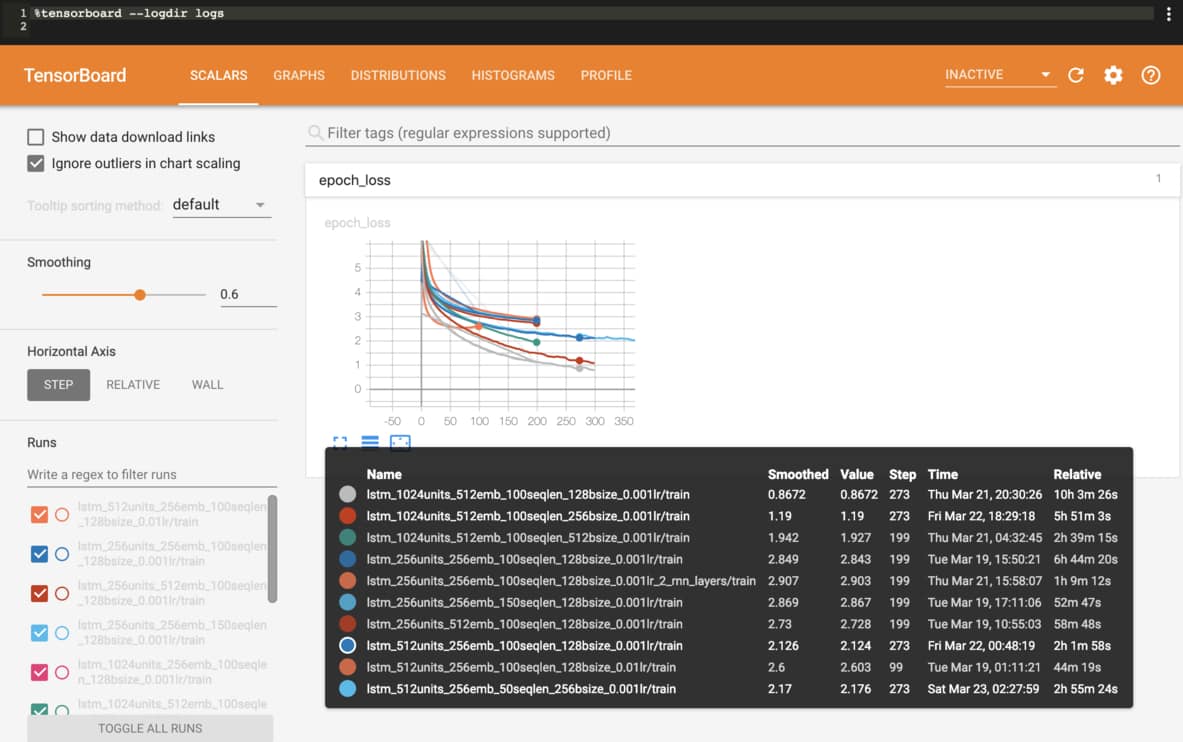 1 %tensorboard --logdir logs
2
TensorBoard SCALARS GRAPHS DISTRIBUTIONS HISTOGRAMS PROFILE INACTIVE
Show data download links
Ignore outliers in chart scaling
Tooltip sorting method: default
Smoothing
0.6
Horizontal Axis
STEP RELATIVE WALL
Runs
Write a regex to filter runs
lstm_512units_256emb_100seqlen
_128bsize_0.01lr/train
lstm_256units_256emb_100seqlen
_128bsize_0.001lr/train
lstm_256units_512emb_100seqlen
_128bsize_0.001lr/train
lstm_256units_256emb_150seqlen
_128bsize_0.001lr/train
lstm_1024units_256emb_100seqle
n_128bsize_0.001lr/train
lstm_1024units_512emb_100seqle
TOGGLE ALL RUNS
Filter tags (regular expressions supported)
epoch_loss 1
epoch_loss
5
4
3
2
1
0
-50 0 50 100 150 200 250 300 350
Name Smoothed Value Step Time Relative
lstm_1024units_512emb_100seqlen_128bsize_0.001lr/train 0.8672 0.8672 273 Thu Mar 21, 20:30:26 10h 3m 26s
lstm_1024units_512emb_100seqlen_256bsize_0.001lr/train 1.19 1.19 273 Fri Mar 22, 18:29:18 5h 51m 3s
lstm_1024units_512emb_100seqlen_512bsize_0.001lr/train 1.942 1.927 199 Thu Mar 21, 04:32:45 2h 39m 15s
lstm_256units_256emb_100seqlen_128bsize_0.001lr/train 2.849 2.843 199 Tue Mar 19, 15:50:21 6h 44m 20s
lstm_256units_256emb_100seqlen_128bsize_0.001lr_2_rnn_layers/train 2.907 2.903 199 Thu Mar 21, 15:58:07 1h 9m 12s
lstm_256units_256emb_150seqlen_128bsize_0.001lr/train 2.869 2.867 199 Tue Mar 19, 17:11:06 52m 47s
lstm_256units_512emb_100seqlen_128bsize_0.001lr/train 2.73 2.728 199 Tue Mar 19, 10:55:03 58m 48s
lstm_512units_256emb_100seqlen_128bsize_0.001lr/train 2.126 2.124 273 Fri Mar 22, 00:48:19 2h 1m 58s
lstm_512units_256emb_100seqlen_128bsize_0.01lr/train 2.6 2.603 99 Tue Mar 19, 01:11:21 44m 19s
lstm_512units_256emb_50seqlen_256bsize_0.001lr/train 2.17 2.176 273 Sat Mar 23, 02:27:59 2h 55m 24s